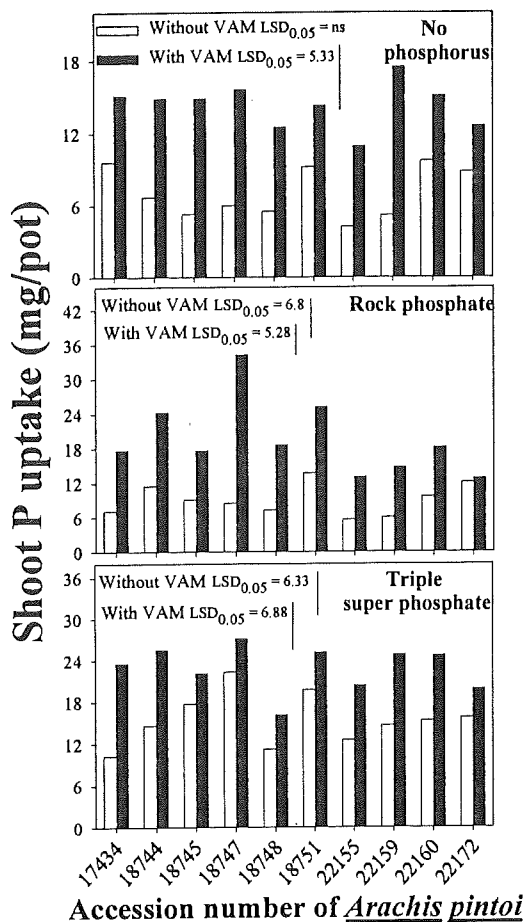 Without VAM LSD0.05 = ns
With VAM LSD0.05 = 5.33
No
phosphorus
18
12
6
0
Without VAM LSD0.05 = 6.8
With VAM LSD0.05 = 5.28
Rock phosphate
42
36
30
24
18
12
6
0
Without VAM LSD0.05 = 6.33
With VAM LSD0.05 = 6.88
Triple
super phosphate
36
30
24
18
12
6
0
Shoot P uptake (mg/pot)
17434
18744
18745
18747
18748
18751
22155
22159
22160
22172
Accession number of Arachis pintoi